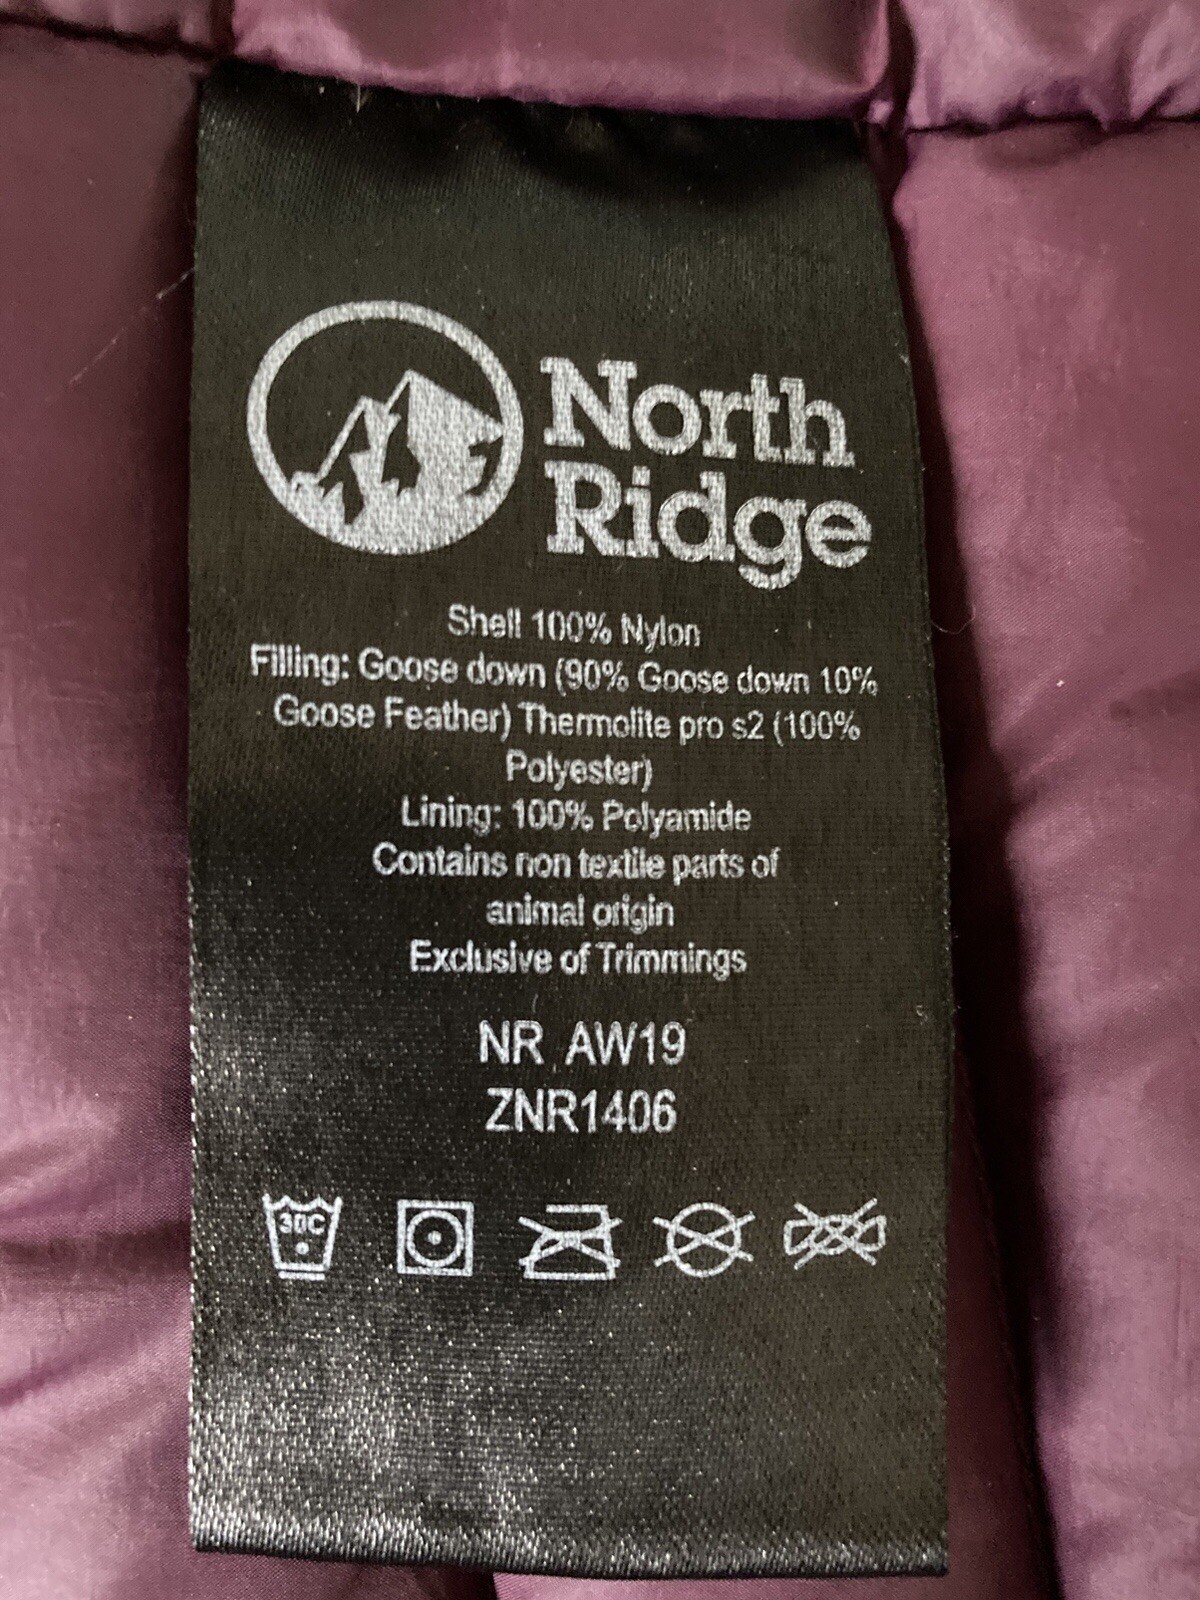 North
Ridge
Shell 100% Nylon
Filling: Goose down (90% Goose down 10%
Goose Feather) Thermolite pro s2 (100%
Polyester)
Lining: 100% Polyamide
Contains non textile parts of
animal origin
Exclusive of Trimmings
NR AW19
ZNR1406
30C